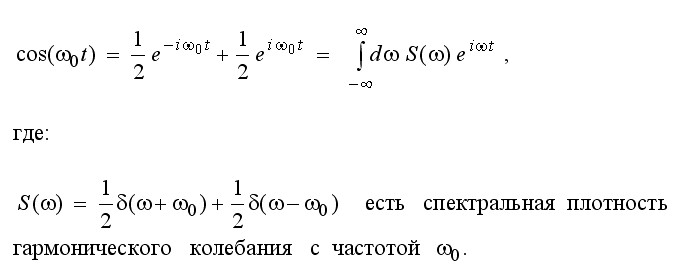 cos(ω₀t) = 1/2 e^(−iω₀t) + 1/2 e^(iω₀t) = ∫_{−∞}^{∞} dω S(ω) e^(iωt) ,
где:
S(ω) = 1/2 δ(ω+ ω₀) + 1/2 δ(ω− ω₀) есть спектральная плотность
гармонического колебания с частотой ω₀.